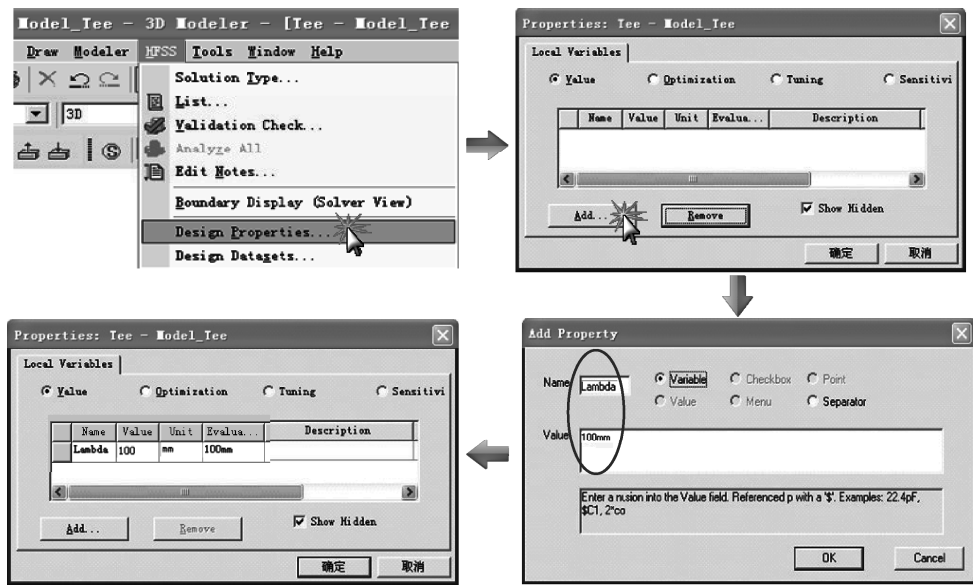 Model_Tee - 3D Modeler - [Tee - Model_Tee
Draw Modeler HFSS Tools Window Help
3D
Solution Type...
List...
Validation Check...
Analyze All
Edit Notes...
Boundary Display (Solver View)
Design Properties...
Design Datasets...
Properties: Tee - Model_Tee
Local Variables
Value Optimization Tuning Sensitivi
Name Value Unit Evalua... Description
Add... Remove Show Hidden
确定 取消
Properties: Tee - Model_Tee
Local Variables
Value Optimization Tuning Sensitivi
Name Value Unit Evalua... Description
Lambda 100 mm 100mm
Add... Remove Show Hidden
确定 取消
Add Property
Name Lambda Variable Checkbox Point
Value Menu Separator
Value 100mm
Enter a nusion into the Value field. Referenced p with a '$'. Examples: 22.4pF,
$C1, 2*co
OK Cancel